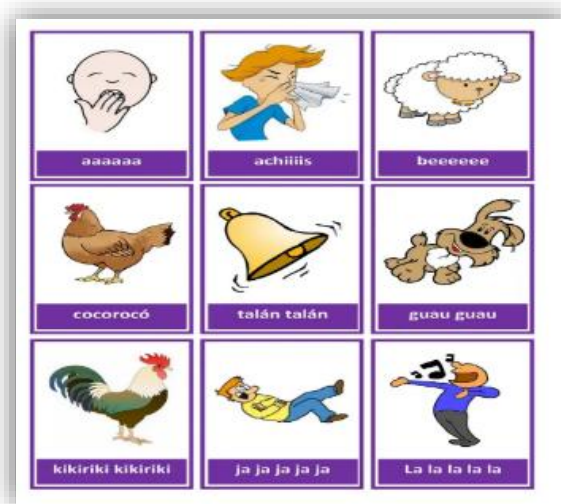 aaaaaa
achiiiis
beeeeee
cocorocó
talán talán
guau guau
kikiriki kikiriki
ja ja ja ja ja
La la la la la